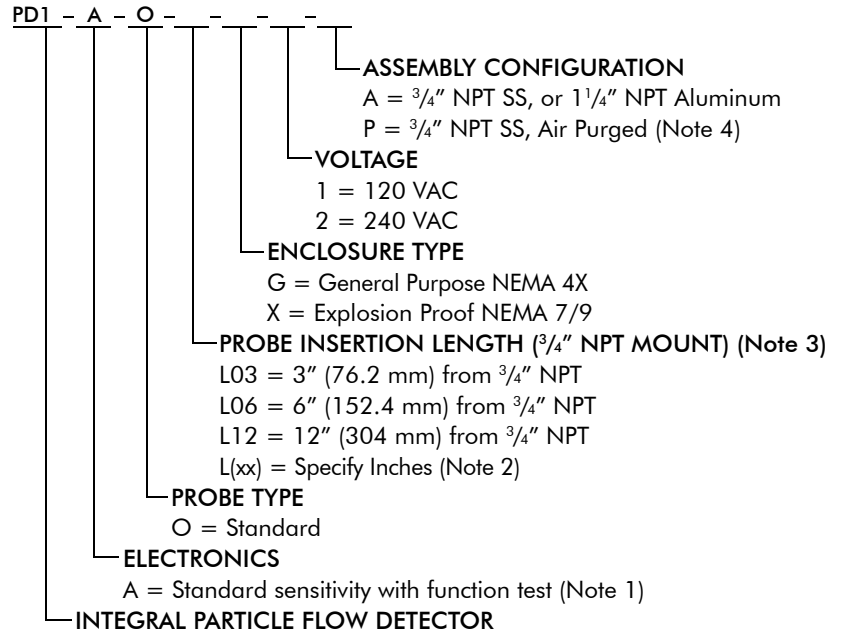 PD1 – A – O – – – –
ASSEMBLY CONFIGURATION
A = 3/4" NPT SS, or 1 1/4" NPT Aluminum
P = 3/4" NPT SS, Air Purged (Note 4)
VOLTAGE
1 = 120 VAC
2 = 240 VAC
ENCLOSURE TYPE
G = General Purpose NEMA 4X
X = Explosion Proof NEMA 7/9
PROBE INSERTION LENGTH (3/4" NPT MOUNT) (Note 3)
L03 = 3" (76.2 mm) from 3/4" NPT
L06 = 6" (152.4 mm) from 3/4" NPT
L12 = 12" (304 mm) from 3/4" NPT
L(xx) = Specify Inches (Note 2)
PROBE TYPE
O = Standard
ELECTRONICS
A = Standard sensitivity with function test (Note 1)
INTEGRAL PARTICLE FLOW DETECTOR